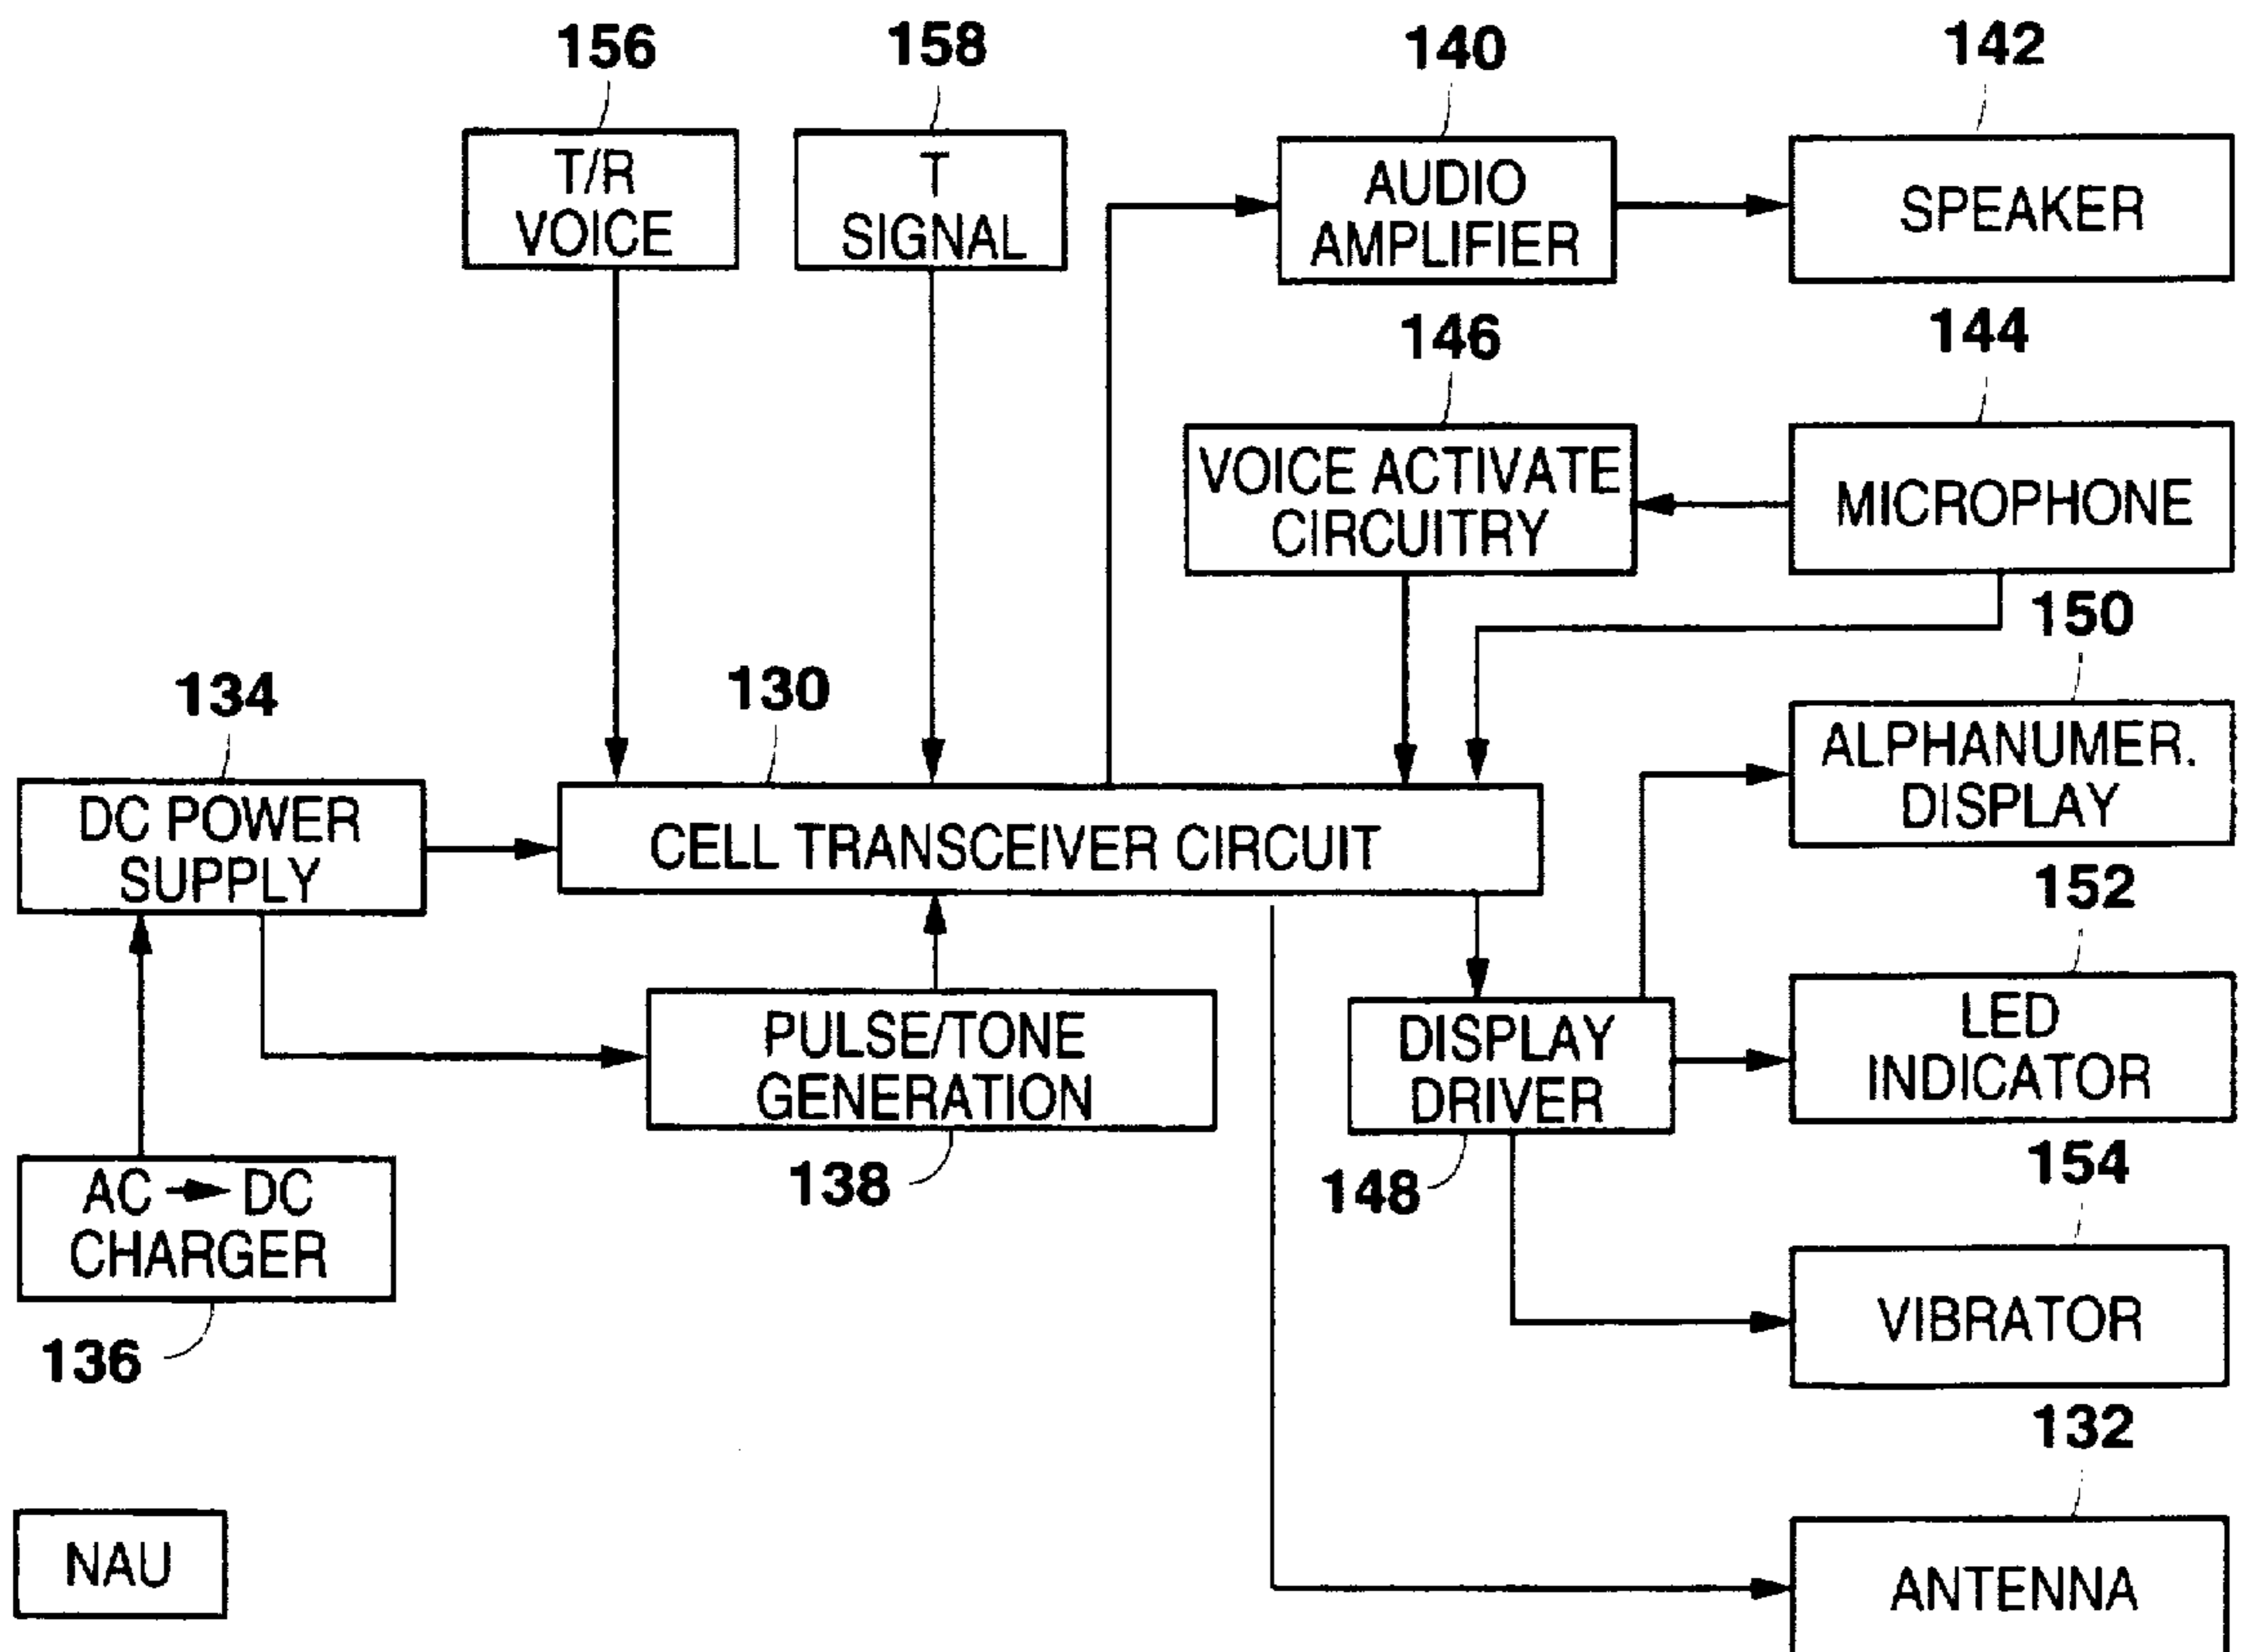 156
158
140
142
T/R
VOICE
T
SIGNAL
AUDIO
AMPLIFIER
SPEAKER
146
144
VOICE ACTIVATE
CIRCUITRY
MICROPHONE
150
134
130
ALPHANUMER.
DISPLAY
DC POWER
SUPPLY
CELL TRANSCEIVER CIRCUIT
152
PULSE/TONE
GENERATION
DISPLAY
DRIVER
LED
INDICATOR
138
148
154
AC → DC
CHARGER
136
VIBRATOR
132
NAU
ANTENNA